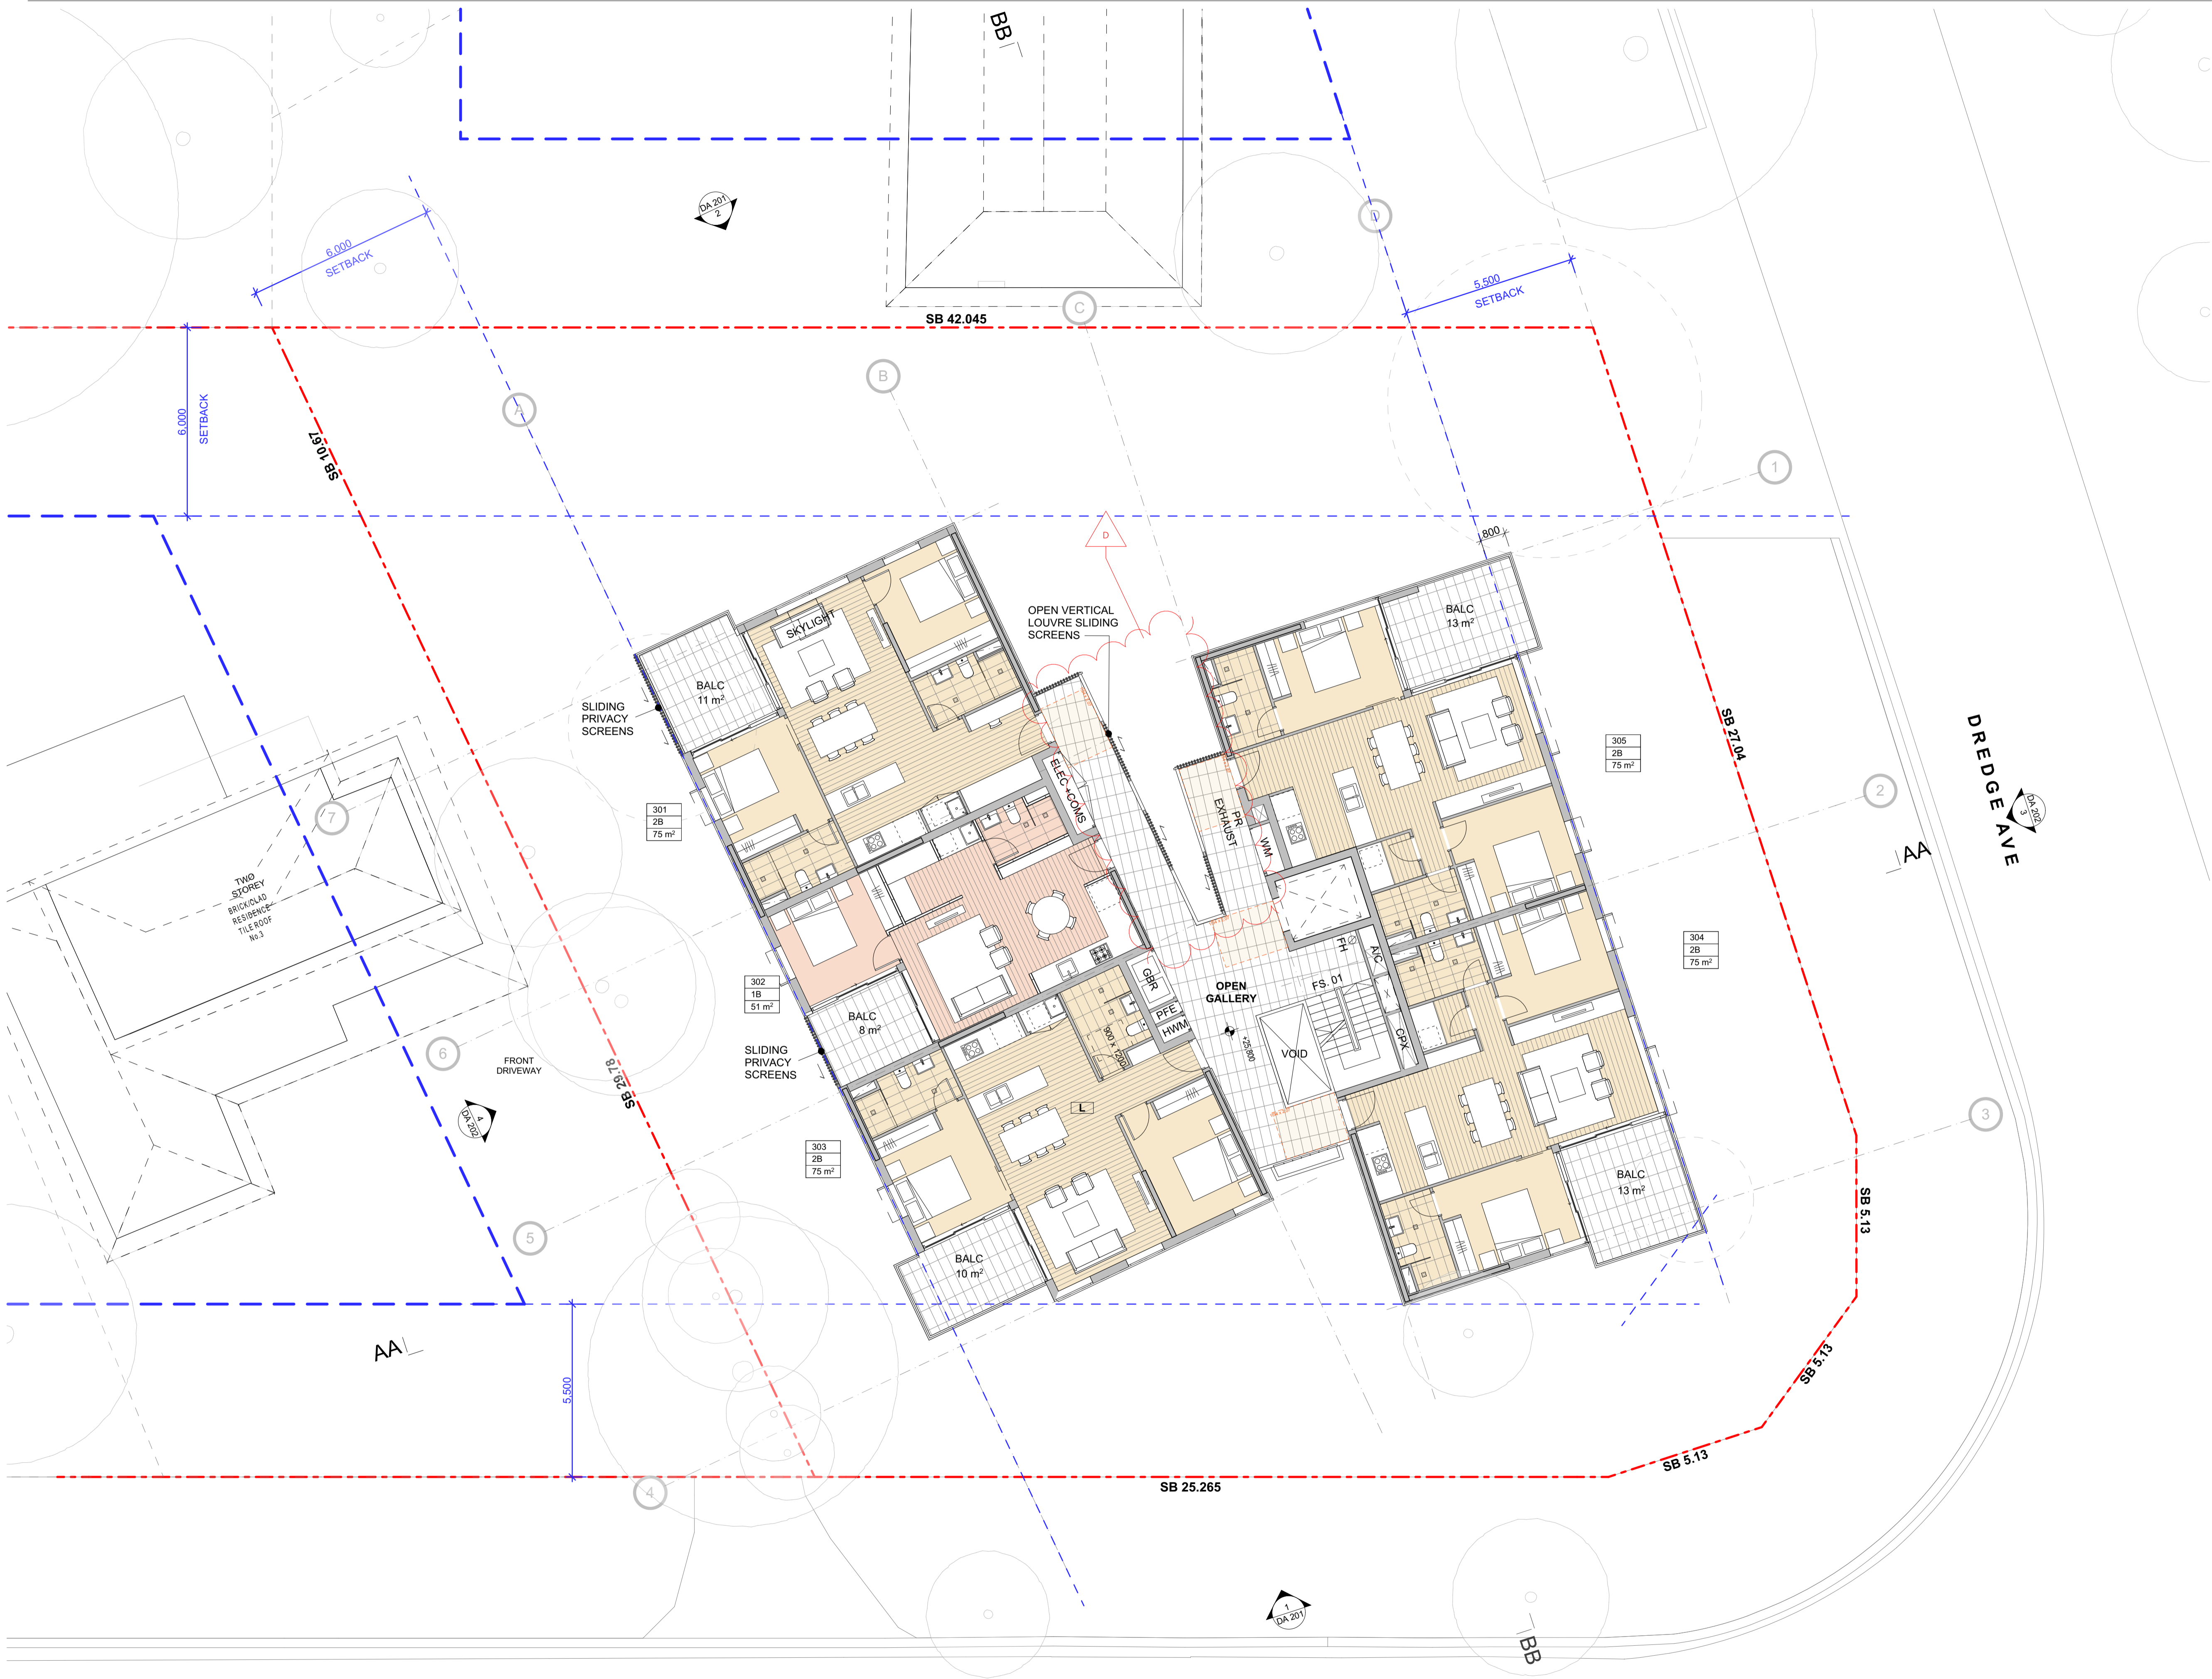 BB
DA 201
2
6,000
SETBACK
D
5,500
SETBACK
C
SB 42.045
B
A
6,000
SETBACK
SB 10.67
1
800
D
OPEN VERTICAL
LOUVRE SLIDING
SCREENS
SKYLIGHT
BALC
13 m²
BALC
11 m²
SLIDING
PRIVACY
SCREENS
SB 27.04
DREDGE AVE
305
2B
75 m²
DA 202
3
2
ELEC +COMS
PR
EXHAUST
WM
301
2B
75 m²
7
AA
TWO
STOREY
BRICK/CLAD
RESIDENCE
TILE ROOF
No.3
304
2B
75 m²
FH
A/C
GBR
FS. 01
OPEN
GALLERY
302
1B
51 m²
BALC
8 m²
PFE
HWM
900 x 1200
+25,800
VOID
CPX
SLIDING
PRIVACY
SCREENS
6
FRONT
DRIVEWAY
SB 29.78
L
4
DA 202
3
303
2B
75 m²
BALC
13 m²
SB 5.13
5
BALC
10 m²
AA
SB 5.13
5,500
SB 5.13
4
SB 25.265
1
DA 201
BB